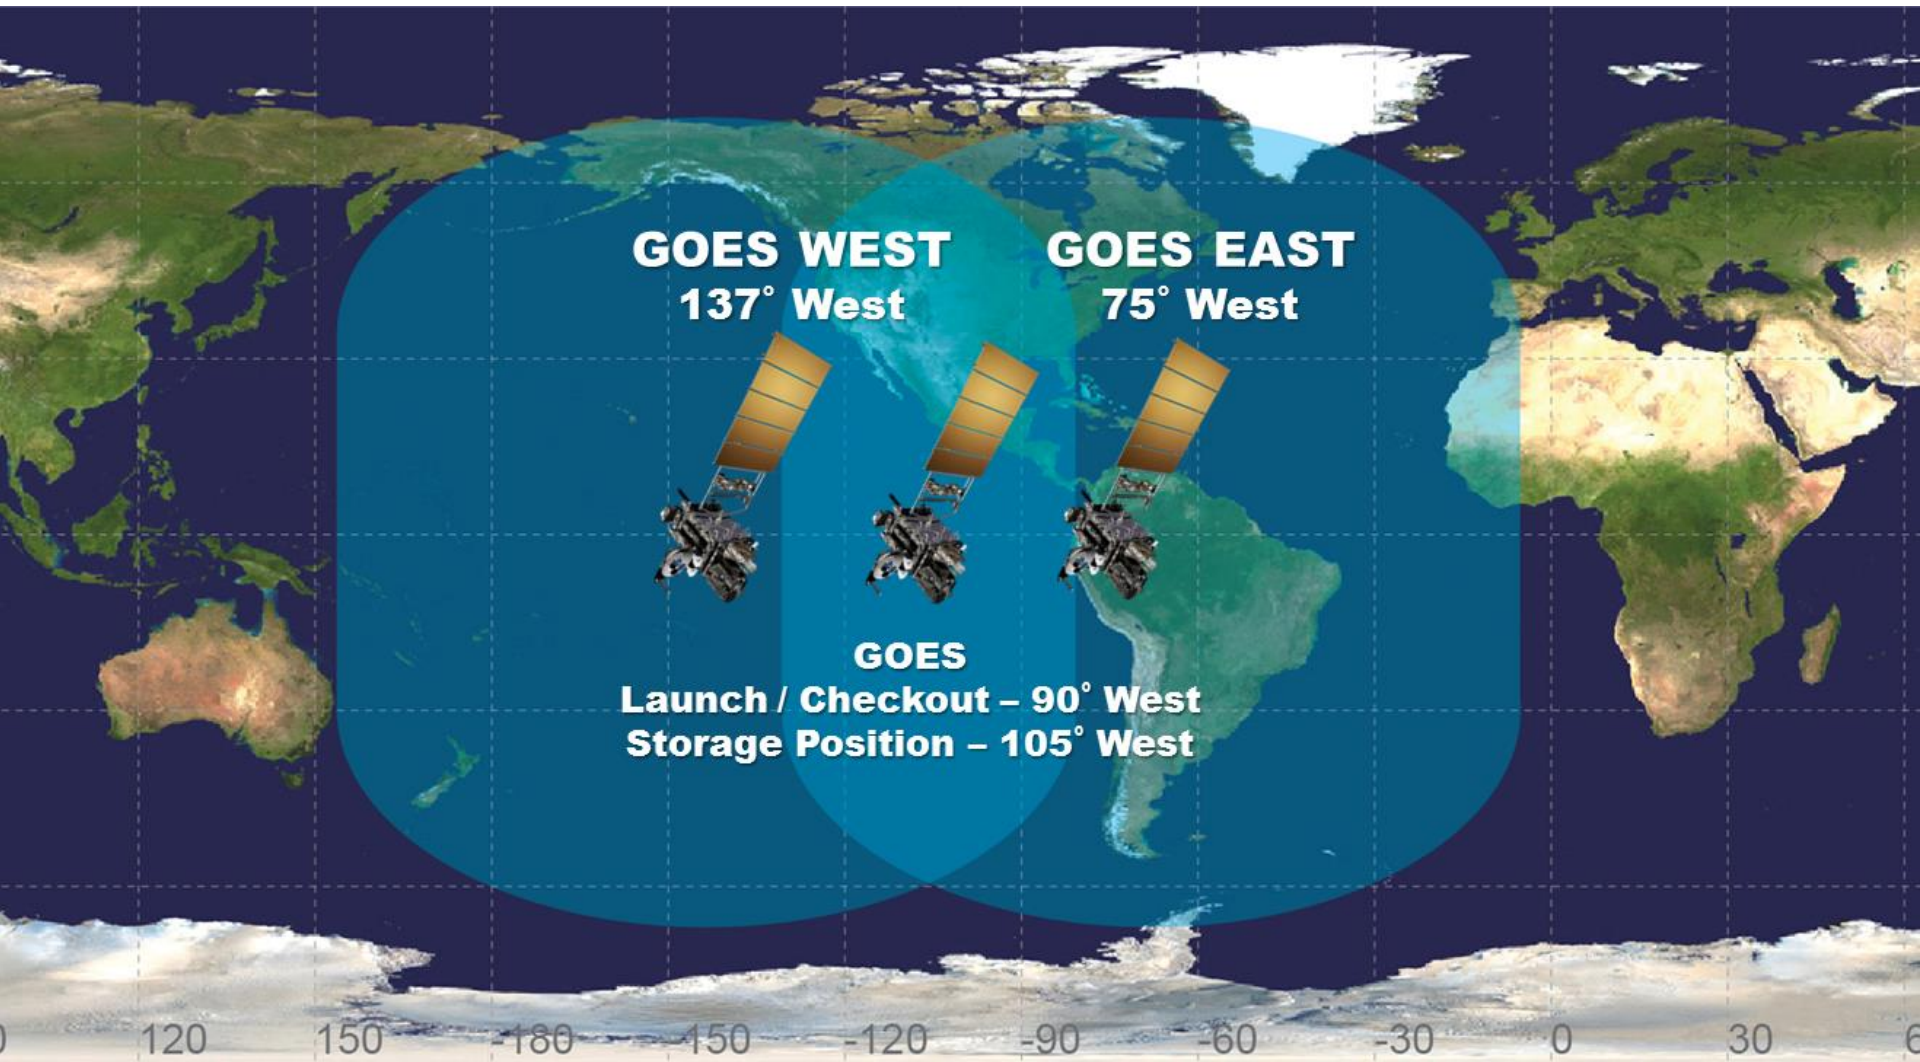 GOES WEST
137° West
GOES EAST
75° West
GOES
Launch / Checkout – 90° West
Storage Position – 105° West
120 150 -180 -150 -120 -90 -60 -30 0 30